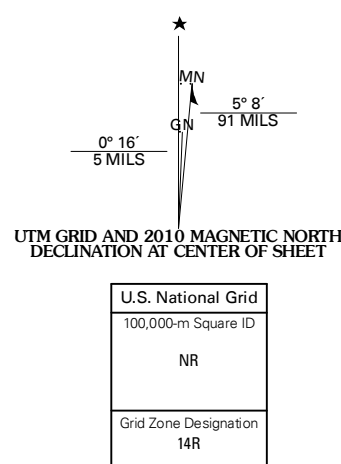 MN
5° 8´
91 MILS
GN
0° 16´
5 MILS
UTM GRID AND 2010 MAGNETIC NORTH
DECLINATION AT CENTER OF SHEET
U.S. National Grid
100,000-m Square ID
NR
Grid Zone Designation
14R